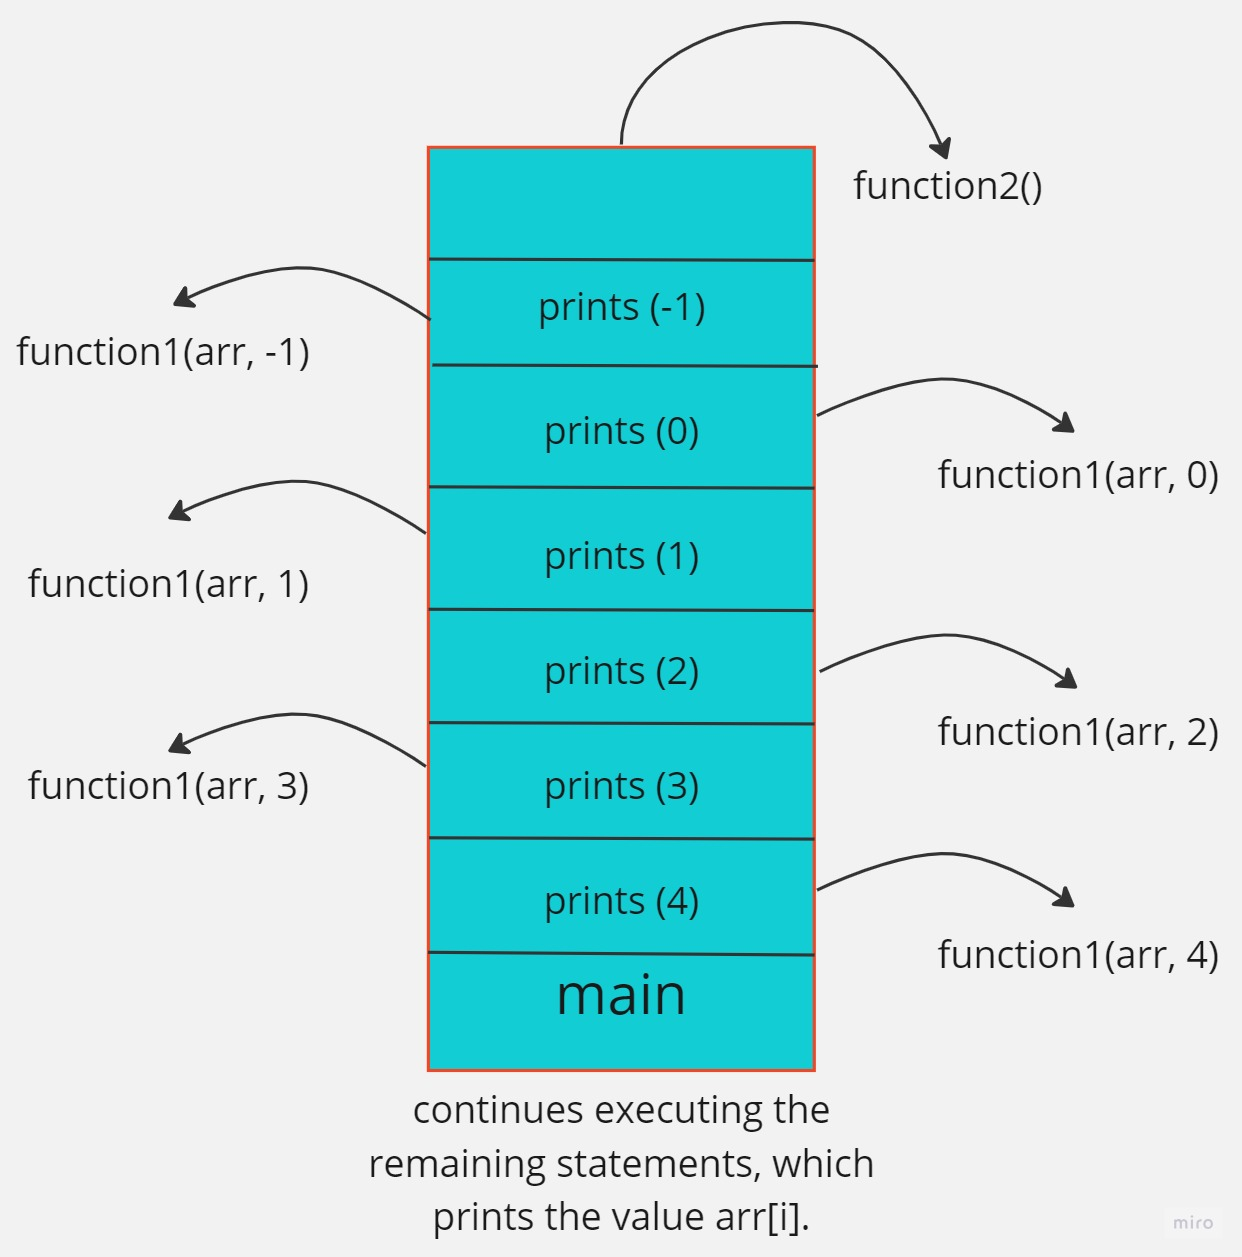 function2()
prints (-1)
function1(arr, -1)
prints (0)
function1(arr, 0)
prints (1)
function1(arr, 1)
prints (2)
function1(arr, 2)
prints (3)
function1(arr, 3)
prints (4)
function1(arr, 4)
main
continues executing the
remaining statements, which
prints the value arr[i].
miro